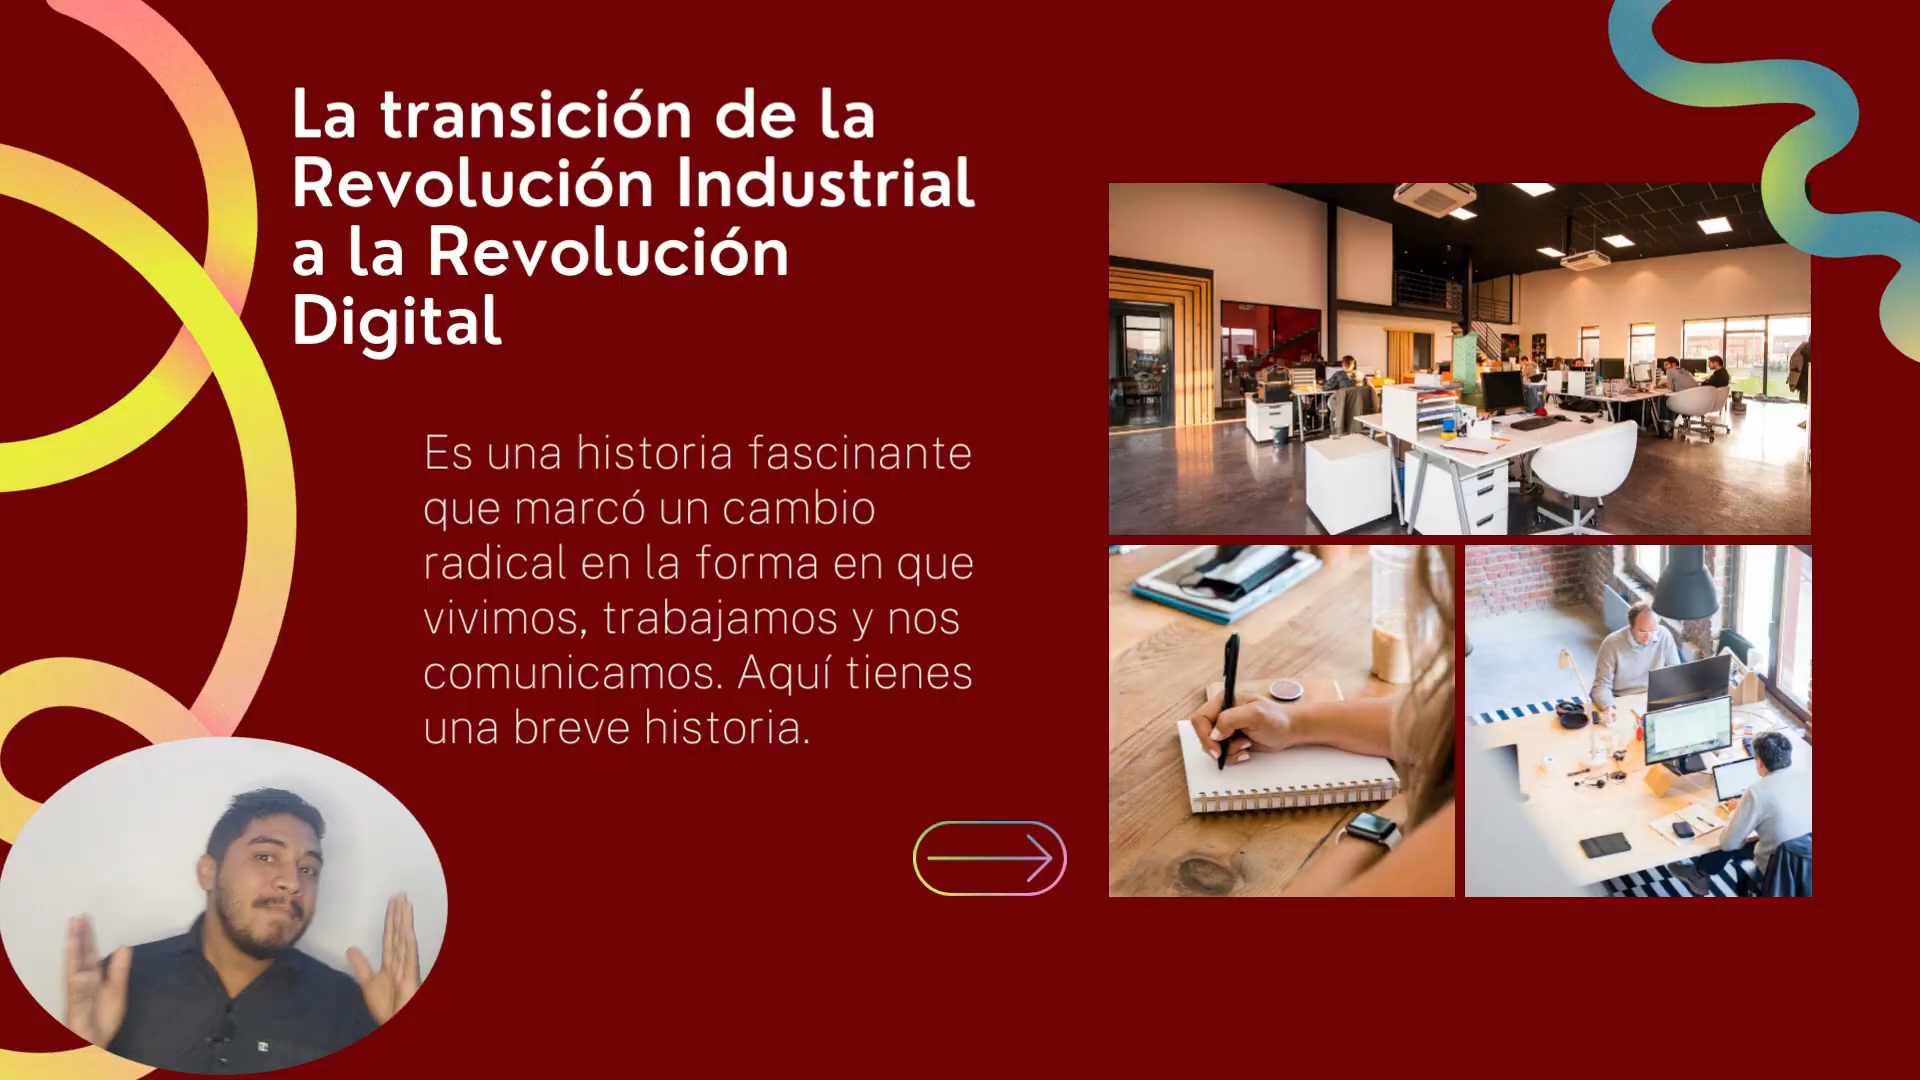 La transición de la
Revolución Industrial
a la Revolución
Digital
Es una historia fascinante
que marcó un cambio
radical en la forma en que
vivimos, trabajamos y nos
comunicamos. Aquí tienes
una breve historia.